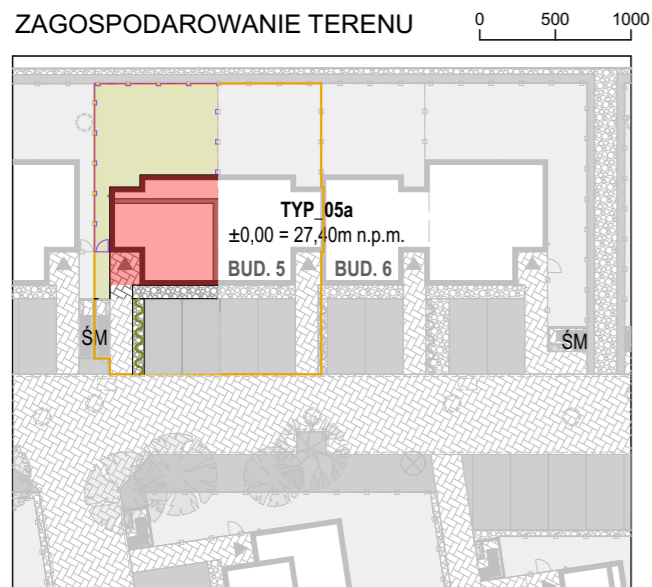 ZAGOSPODAROWANIE TERENU
0 500 1000
TYP_05a
±0,00 = 27,40m n.p.m.
BUD. 5 BUD. 6
ŚM ŚM